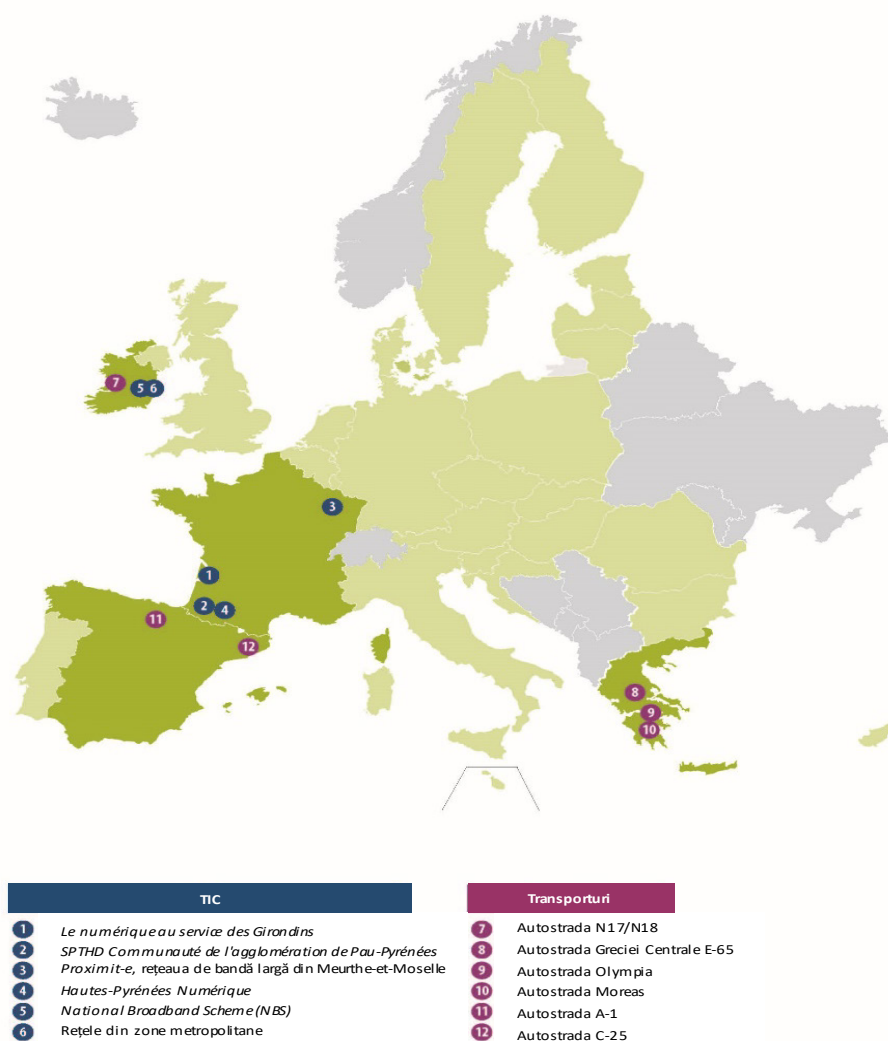 7
5
6
3
1
2
4
11
12
8
9
10
TIC
1 Le numérique au service des Girondins
2 SPTHD Communauté de l'agglomération de Pau-Pyrénées
3 Proximit-e, rețeaua de bandă largă din Meurthe-et-Moselle
4 Hautes-Pyrénées Numérique
5 National Broadband Scheme (NBS)
6 Rețele din zone metropolitane
Transporturi
7 Autostrada N17/N18
8 Autostrada Greciei Centrale E-65
9 Autostrada Olympia
10 Autostrada Moreas
11 Autostrada A-1
12 Autostrada C-25